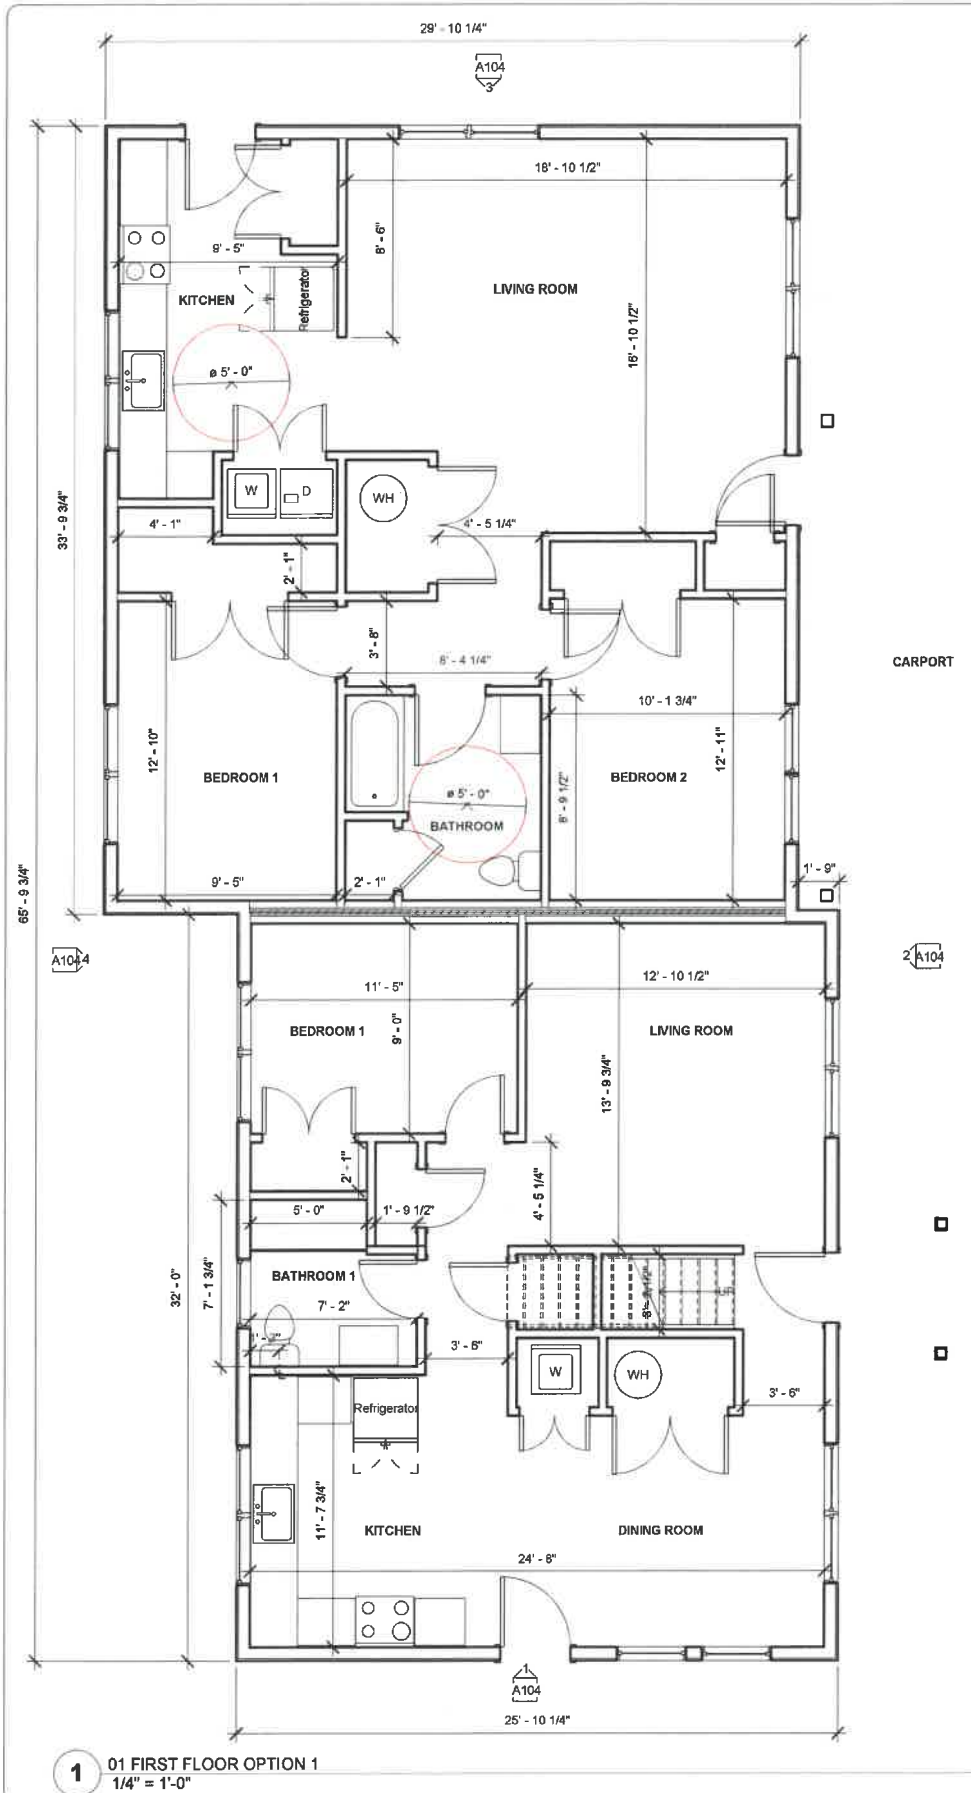 29' - 10 1/4"
A104
3
18' - 10 1/2"
8' - 6"
9' - 5"
KITCHEN
Refrigerator
LIVING ROOM
16' - 10 1/2"
ø 5' - 0"
W
D
WH
33' - 9 3/4"
4' - 1"
4' - 5 1/4"
2' - 1"
3' - 8"
8' - 4 1/4"
CARPORT
10' - 1 3/4"
12' - 10"
BEDROOM 1
ø 5' - 0"
BATHROOM
8' - 9 1/2"
BEDROOM 2
12' - 11"
65' - 9 3/4"
9' - 5"
2' - 1"
1' - 9"
A104 4
2 A104
11' - 5"
12' - 10 1/2"
BEDROOM 1
9' - 0"
LIVING ROOM
13' - 9 3/4"
2' - 1"
5' - 0"
1' - 9 1/2"
4' - 5 1/4"
32' - 0"
7' - 1 3/4"
BATHROOM 1
7' - 2"
3' - 6"
W
WH
3' - 6"
Refrigerator
11' - 7 3/4"
KITCHEN
DINING ROOM
24' - 6"
1
A104
25' - 10 1/4"
1
01 FIRST FLOOR OPTION 1
1/4" = 1'-0"